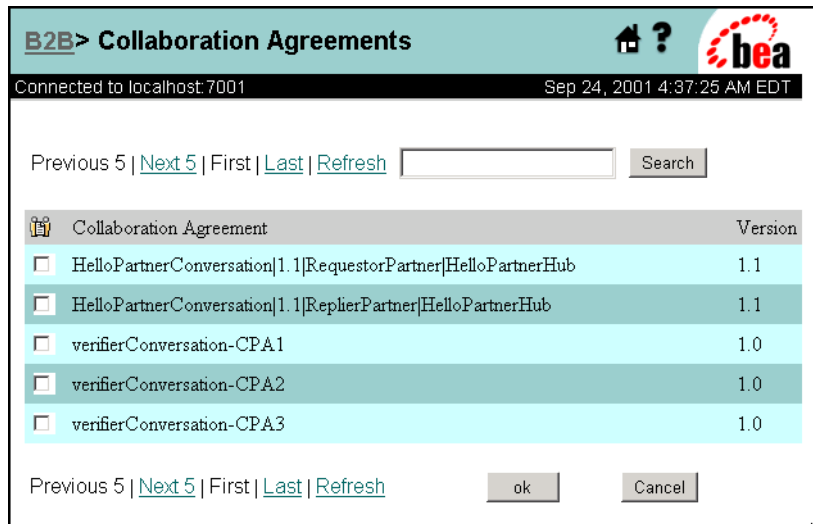 B2B> Collaboration Agreements ?
bea
Connected to localhost:7001 Sep 24, 2001 4:37:25 AM EDT
Previous 5 | Next 5 | First | Last | Refresh Search
Collaboration Agreement Version
HelloPartnerConversation|1.1|RequestorPartner|HelloPartnerHub 1.1
HelloPartnerConversation|1.1|ReplierPartner|HelloPartnerHub 1.1
verifierConversation-CPA1 1.0
verifierConversation-CPA2 1.0
verifierConversation-CPA3 1.0
Previous 5 | Next 5 | First | Last | Refresh ok Cancel